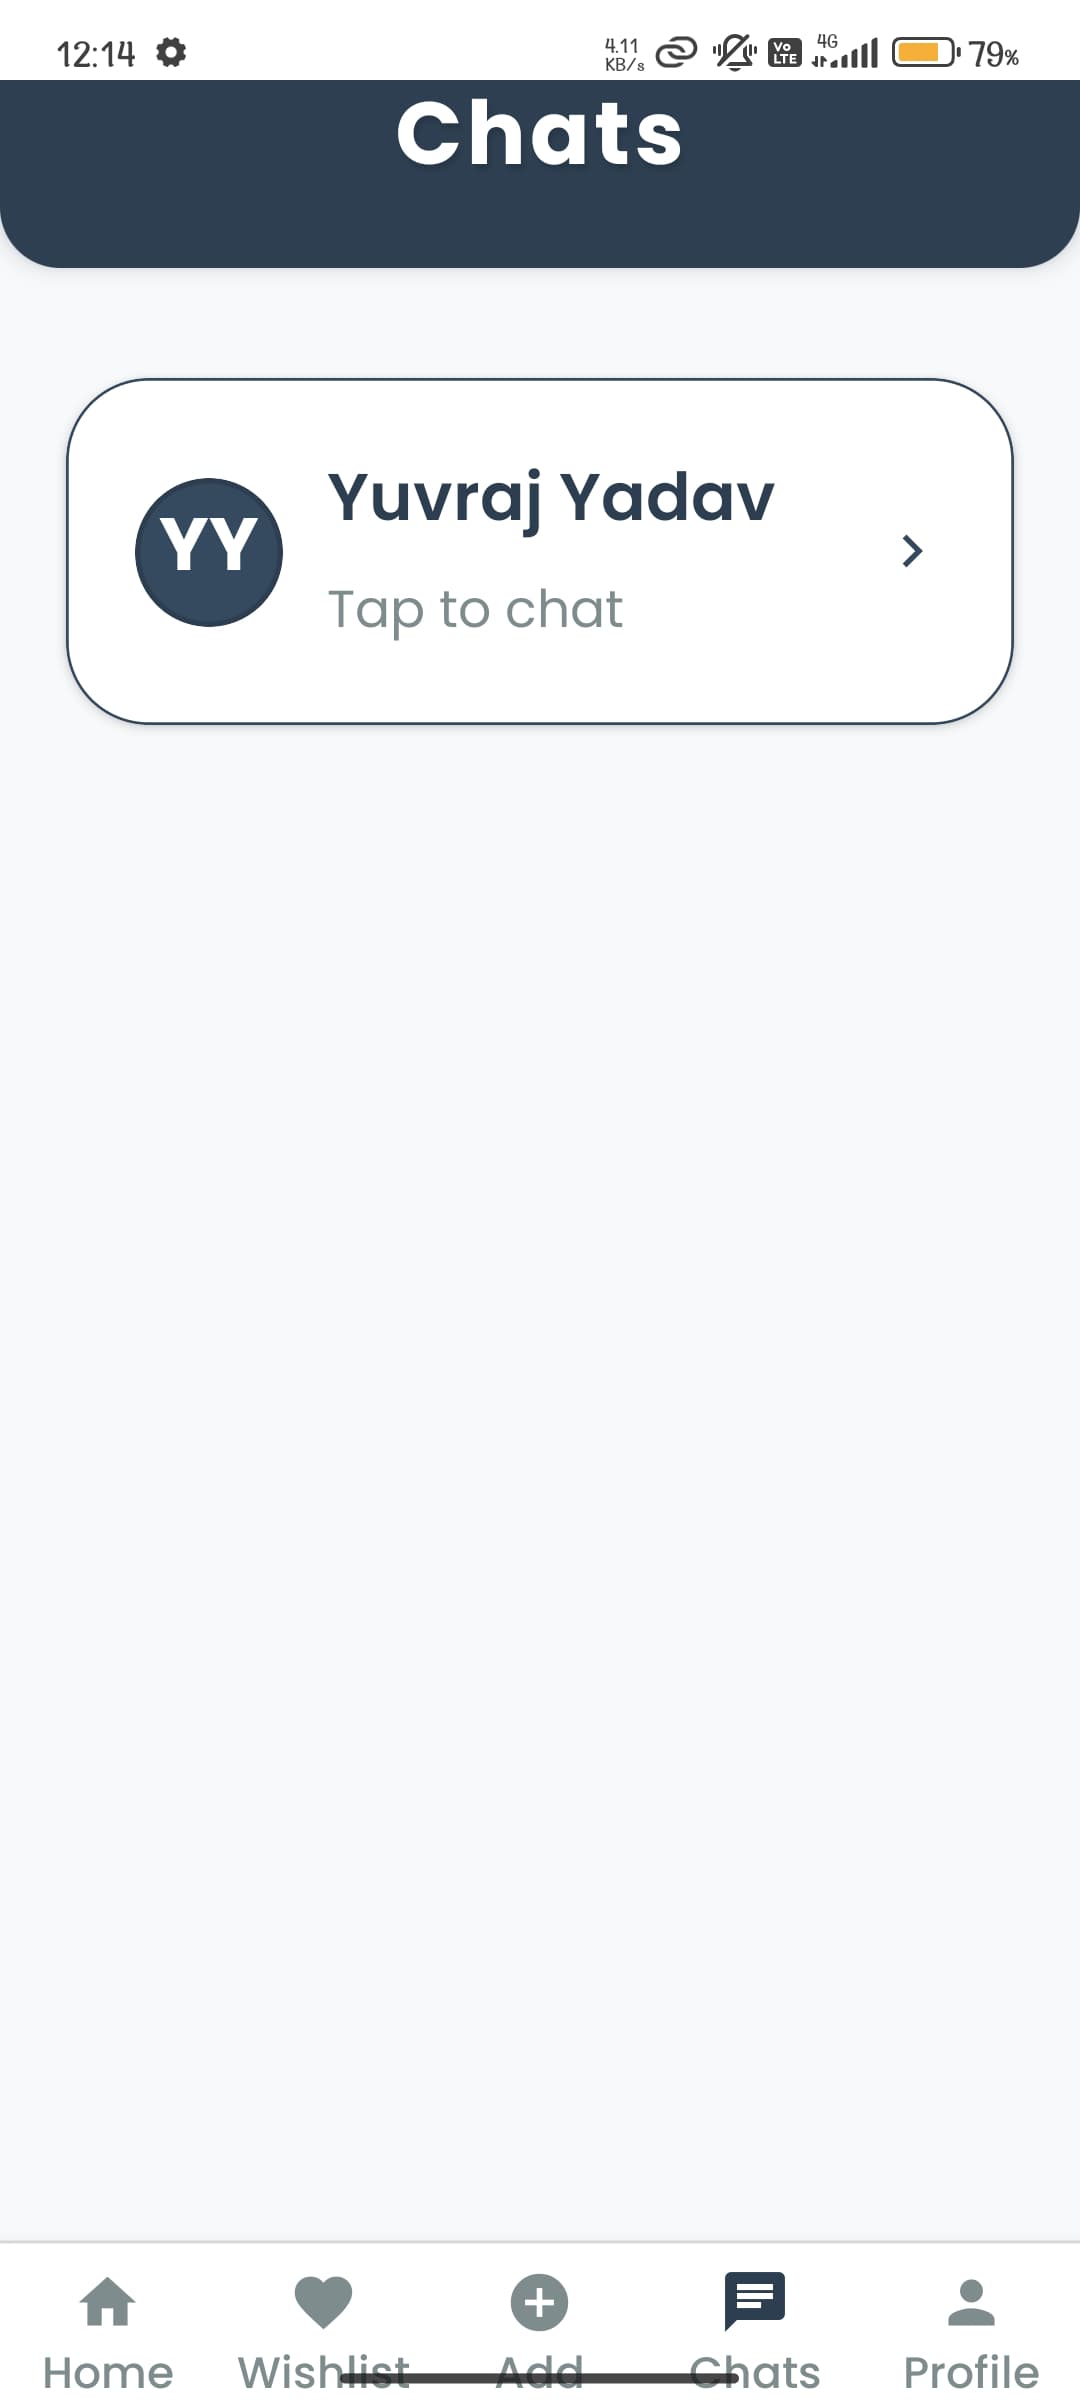 12:14
4.11
KB/s
Vo
LTE
4G
79%
Chats
YY
Yuvraj Yadav
Tap to chat
Home Wishlist Add Chats Profile